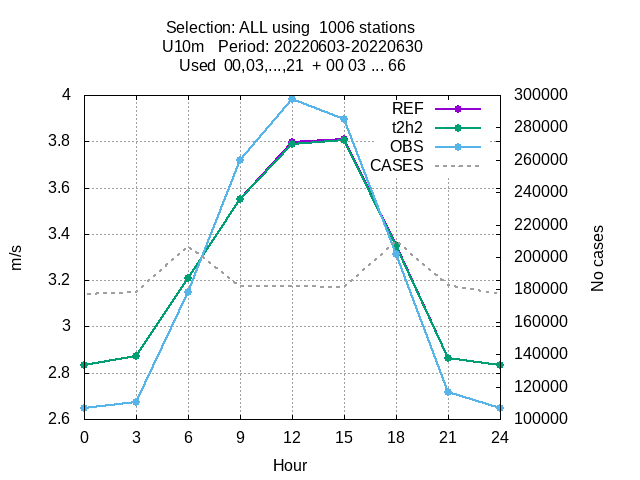 Selection: ALL using  1006 stations
U10m   Period: 20220603-20220630
Used  00,03,...,21  + 00 03 ... 66
4
3.8
3.6
3.4
3.2
3
2.8
2.6
m/s
REF
t2h2
OBS
CASES
300000
280000
260000
240000
220000
200000
180000
160000
140000
120000
100000
No cases
0 3 6 9 12 15 18 21 24
Hour